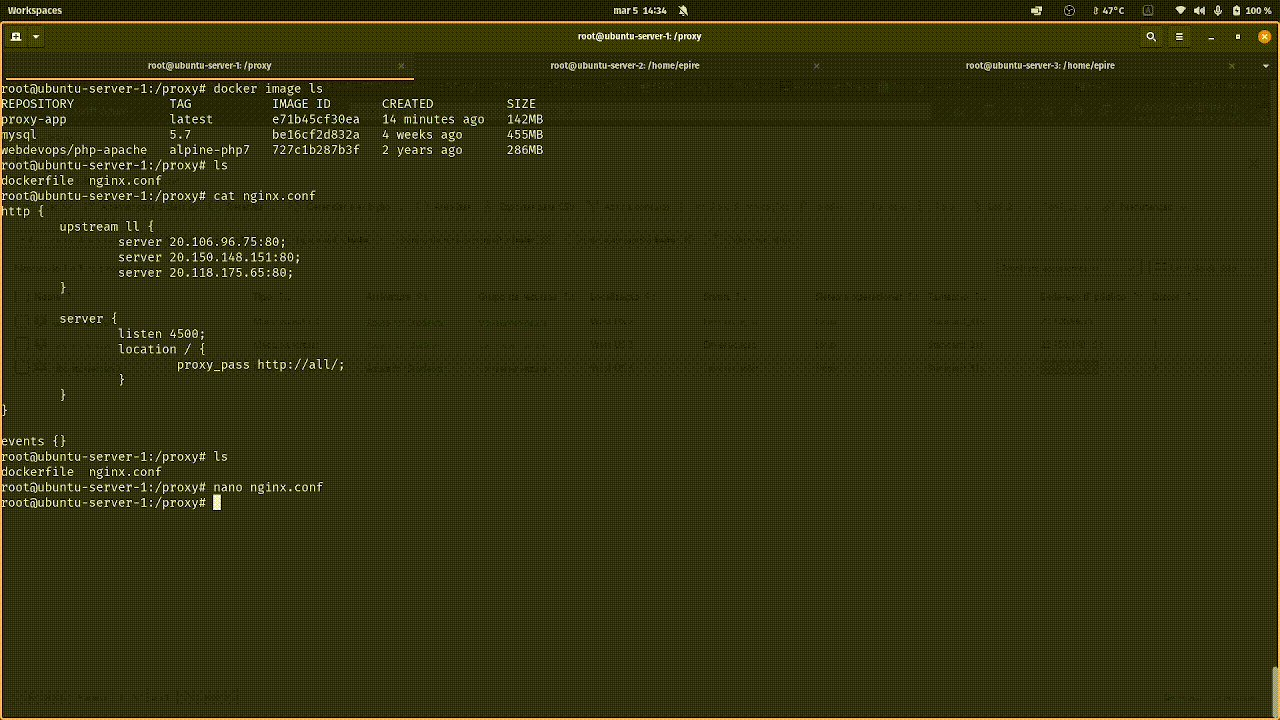 Workspaces
mar 5 14:34
47°C
100 %
root@ubuntu-server-1: /proxy
root@ubuntu-server-1: /proxy
root@ubuntu-server-2: /home/epire
root@ubuntu-server-3: /home/epire
root@ubuntu-server-1:/proxy# docker image ls
REPOSITORY TAG IMAGE ID CREATED SIZE
proxy-app latest e71b45cf30ea 14 minutes ago 142MB
mysql 5.7 be16cf2d832a 4 weeks ago 455MB
webdevops/php-apache alpine-php7 727c1b287b3f 2 years ago 286MB
root@ubuntu-server-1:/proxy# ls
dockerfile nginx.conf
root@ubuntu-server-1:/proxy# cat nginx.conf
http {
upstream ll {
server 20.106.96.75:80;
server 20.150.148.151:80;
server 20.118.175.65:80;
}
server {
listen 4500;
location / {
proxy_pass http://all/;
}
}
}
events {}
root@ubuntu-server-1:/proxy# ls
dockerfile nginx.conf
root@ubuntu-server-1:/proxy# nano nginx.conf
root@ubuntu-server-1:/proxy#